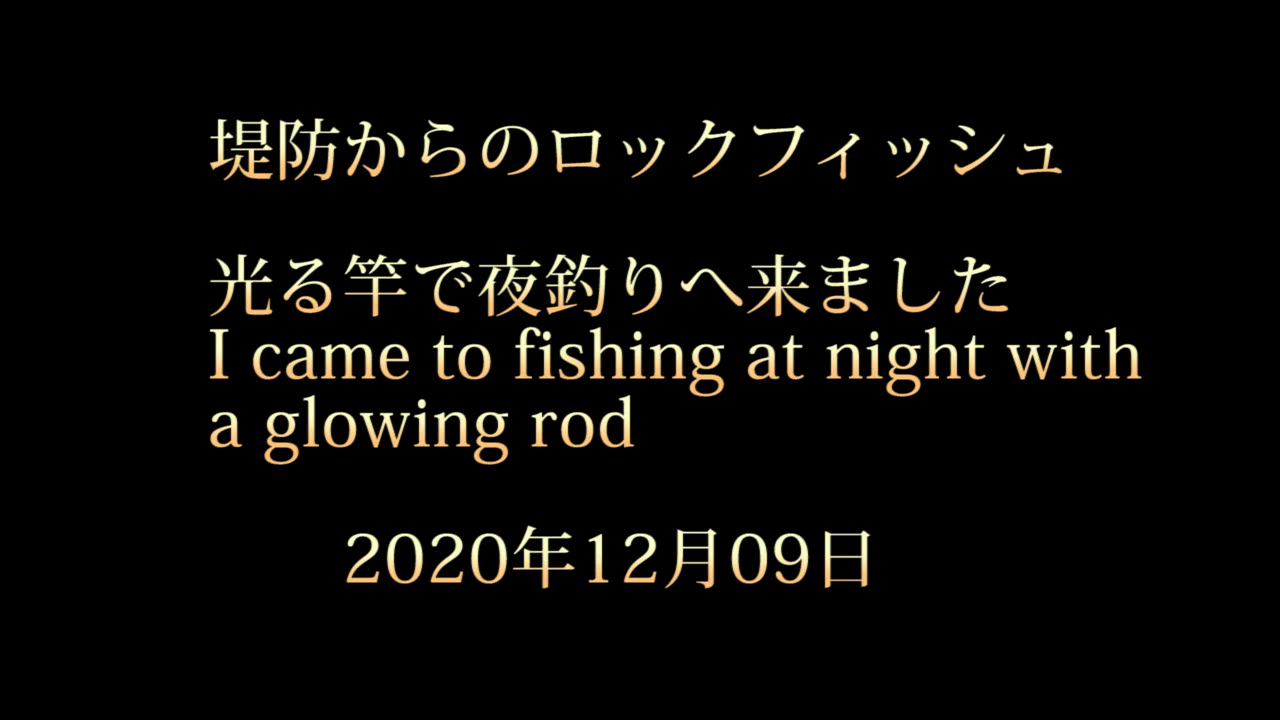 堤防からのロックフィッシュ
光る竿で夜釣りへ来ました
I came to fishing at night with
a glowing rod
2020年12月09日